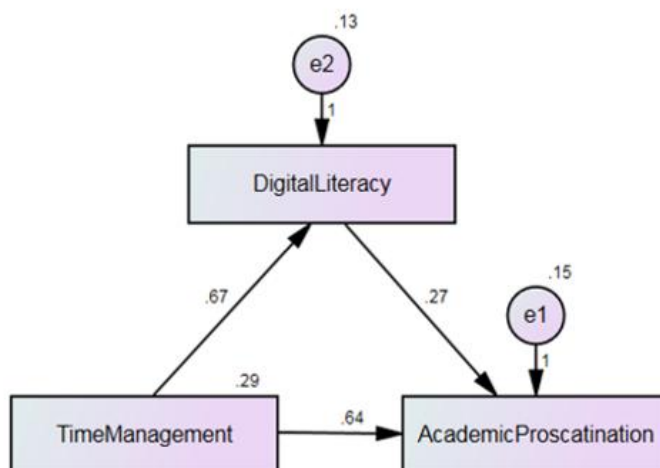 .13
e2
1
DigitalLiteracy
.15
.67
.27
e1
1
.29
.64
TimeManagement
AcademicProscatination